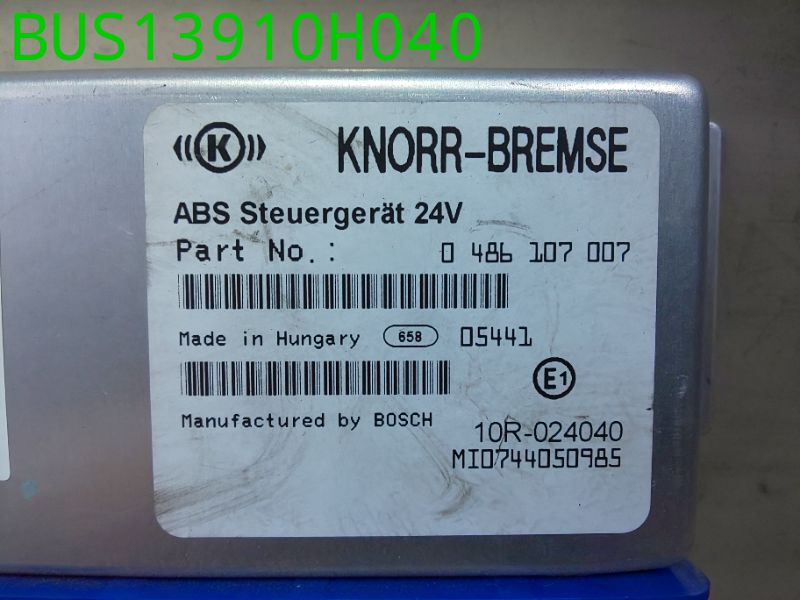 BUS13910H040
K KNORR-BREMSE
ABS Steuergerät 24V
Part No.: 0 486 107 007
Made in Hungary 658 05441
E1
Manufactured by BOSCH
10R-024040
MI0744050985